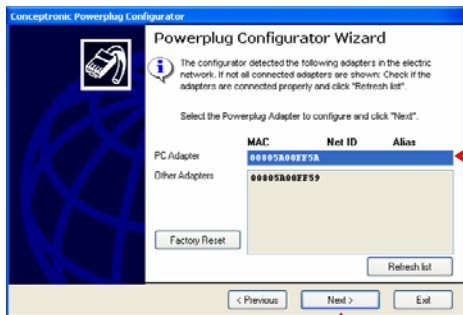 Conceptronic Powerplug Configurator
Powerplug Configurator Wizard
The configurator detected the following adapters in the electric
network. If not all connected adapters are shown: Check if the
adapters are connected properly and click "Refresh list".
Select the Powerplug Adapter to configure and click "Next".
MAC Net ID Alias
PC Adapter 00805A00FF5A
Other Adapters 00805A00FF59
Factory Reset
Refresh list
< Previous Next > Exit